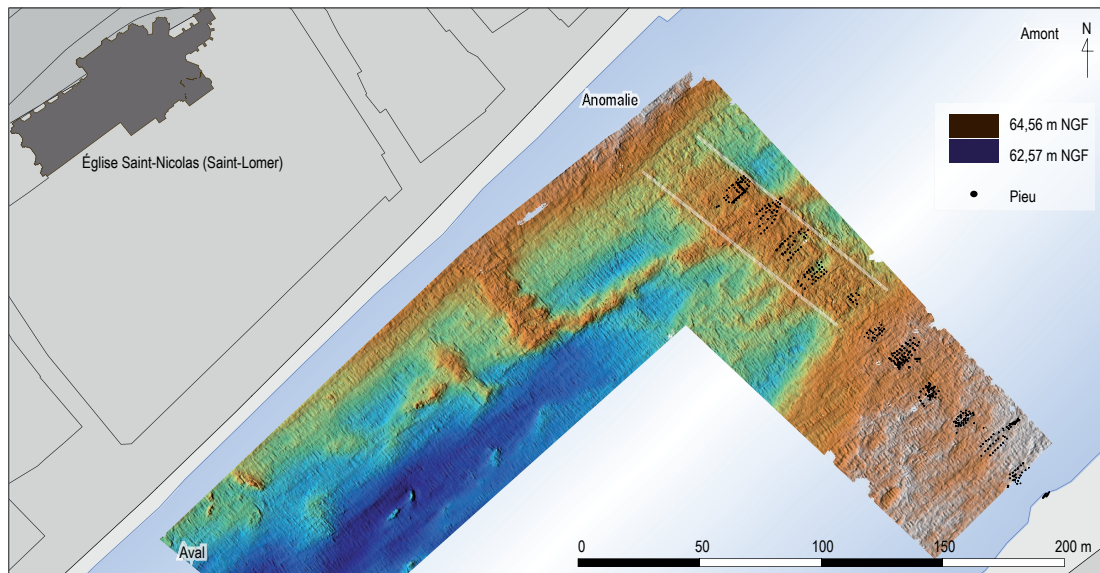 Amont
N
Anomalie
64,56 m NGF
62,57 m NGF
Église Saint-Nicolas (Saint-Lomer)
Pieu
Aval
0 50 100 150 200 m